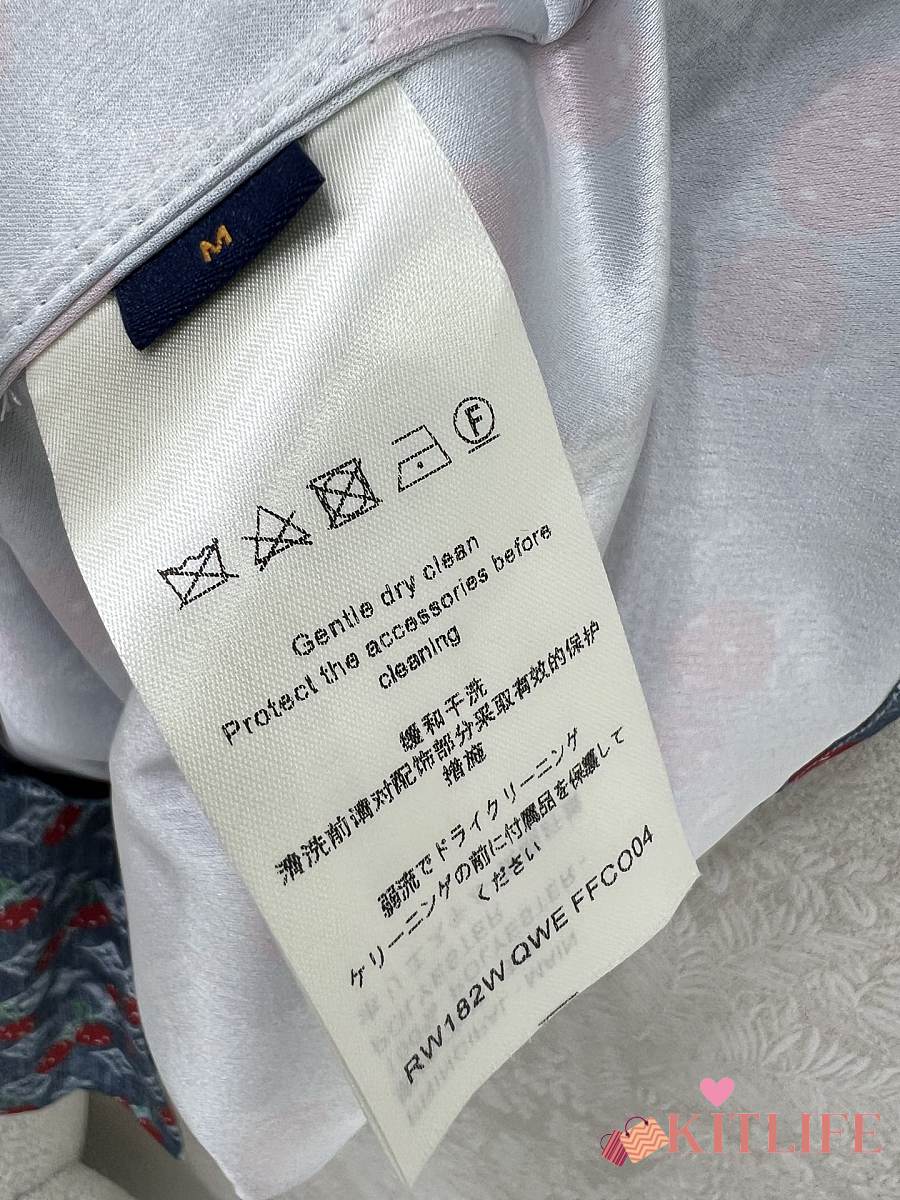 M
F
Gentle dry clean
Protect the accessories before
cleaning
缓和干洗
清洗前请对配饰部分采取有效的保护
措施
弱流でドライクリーニング
クリーニングの前に付属品を保護して
ください
RW182W QWE FFCO04
KITLIFE